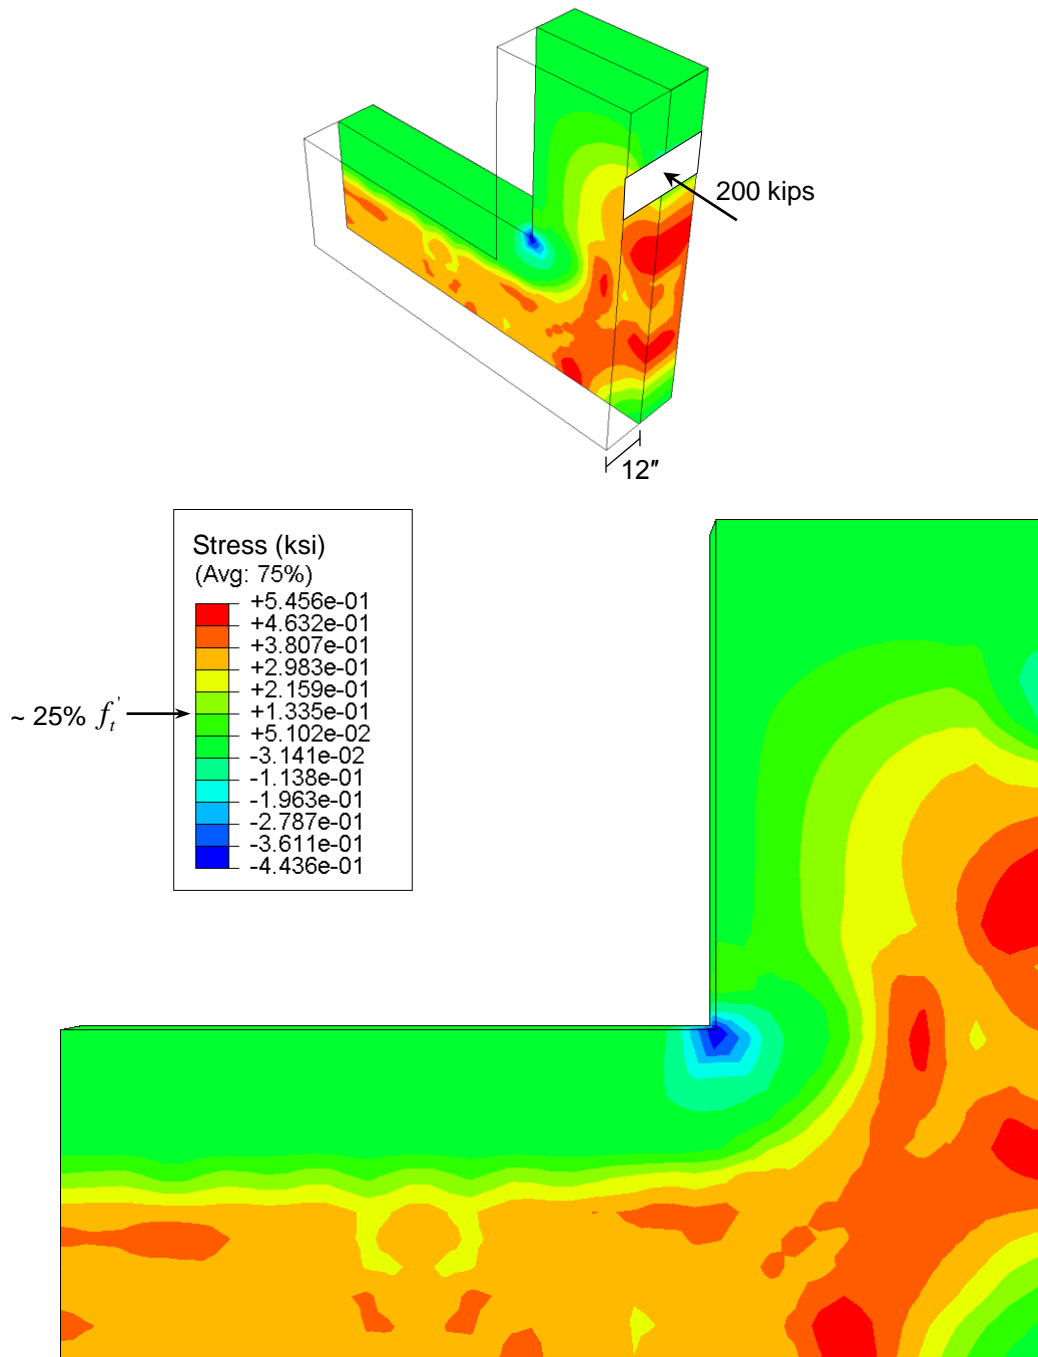 200 kips
12″
Stress (ksi)
(Avg: 75%)
+5.456e-01
+4.632e-01
+3.807e-01
+2.983e-01
+2.159e-01
+1.335e-01
+5.102e-02
-3.141e-02
-1.138e-01
-1.963e-01
-2.787e-01
-3.611e-01
-4.436e-01
~ 25% f_t'